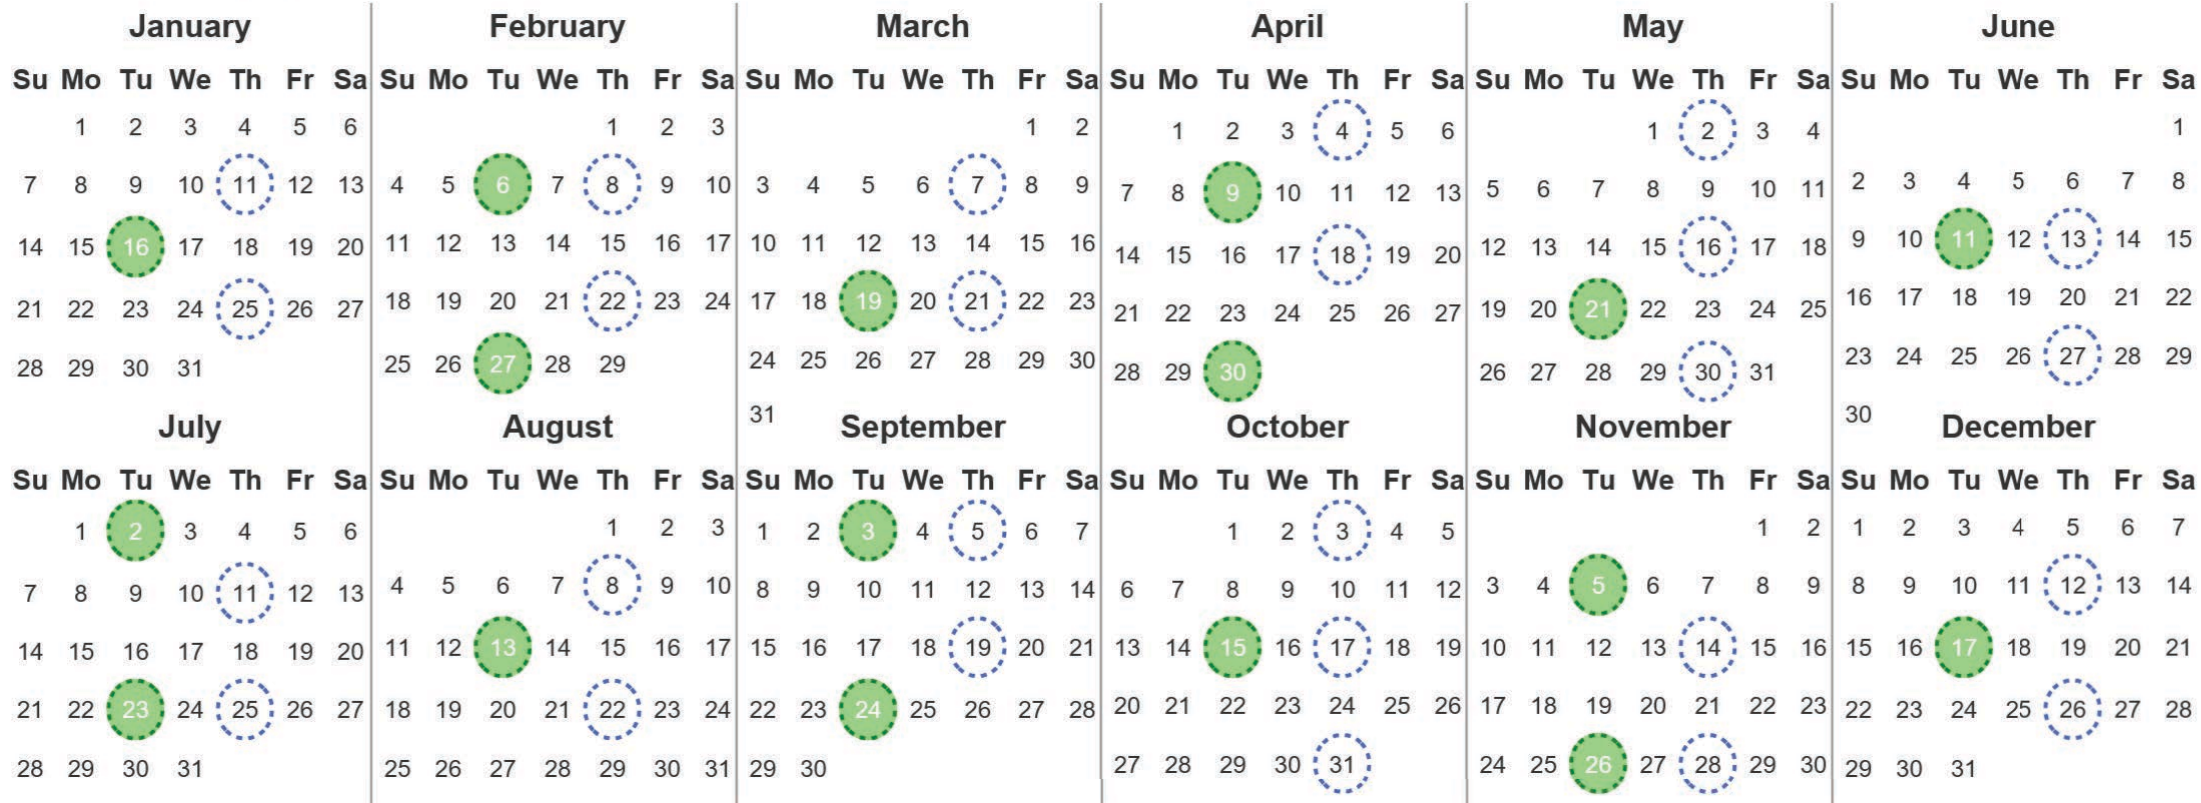 January February March April May June
Su Mo Tu We Th Fr Sa Su Mo Tu We Th Fr Sa Su Mo Tu We Th Fr Sa Su Mo Tu We Th Fr Sa Su Mo Tu We Th Fr Sa Su Mo Tu We Th Fr Sa
1 2 3 4 5 6 1 2 3 1 2 1 2 3 4 5 6 1 2 3 4 1
7 8 9 10 11 12 13 4 5 6 7 8 9 10 3 4 5 6 7 8 9 7 8 9 10 11 12 13 5 6 7 8 9 10 11 2 3 4 5 6 7 8
14 15 16 17 18 19 20 11 12 13 14 15 16 17 10 11 12 13 14 15 16 14 15 16 17 18 19 20 12 13 14 15 16 17 18 9 10 11 12 13 14 15
21 22 23 24 25 26 27 18 19 20 21 22 23 24 17 18 19 20 21 22 23 21 22 23 24 25 26 27 19 20 21 22 23 24 25 16 17 18 19 20 21 22
28 29 30 31 25 26 27 28 29 24 25 26 27 28 29 30 28 29 30 26 27 28 29 30 31 23 24 25 26 27 28 29
31 30
July August September October November December
Su Mo Tu We Th Fr Sa Su Mo Tu We Th Fr Sa Su Mo Tu We Th Fr Sa Su Mo Tu We Th Fr Sa Su Mo Tu We Th Fr Sa Su Mo Tu We Th Fr Sa
1 2 3 4 5 6 1 2 3 1 2 3 4 5 6 7 1 2 3 4 5 1 2 1 2 3 4 5 6 7
7 8 9 10 11 12 13 4 5 6 7 8 9 10 8 9 10 11 12 13 14 6 7 8 9 10 11 12 3 4 5 6 7 8 9 8 9 10 11 12 13 14
14 15 16 17 18 19 20 11 12 13 14 15 16 17 15 16 17 18 19 20 21 13 14 15 16 17 18 19 10 11 12 13 14 15 16 15 16 17 18 19 20 21
21 22 23 24 25 26 27 18 19 20 21 22 23 24 22 23 24 25 26 27 28 20 21 22 23 24 25 26 17 18 19 20 21 22 23 22 23 24 25 26 27 28
28 29 30 31 25 26 27 28 29 30 31 29 30 27 28 29 30 31 24 25 26 27 28 29 30 29 30 31